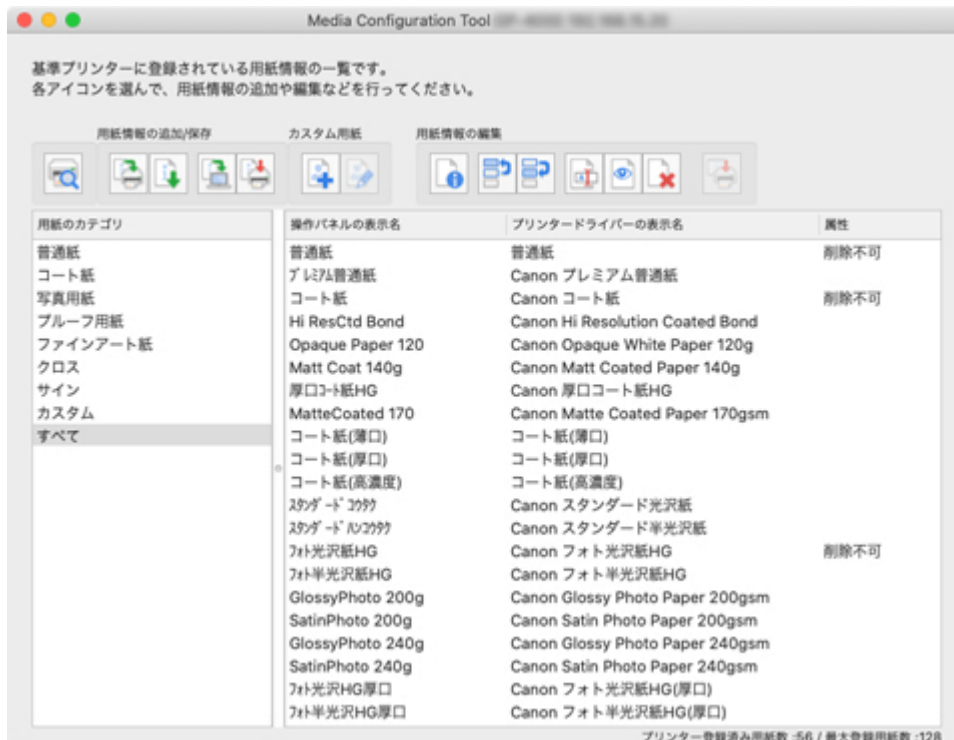 Media Configuration Tool
基準プリンターに登録されている用紙情報の一覧です。
各アイコンを選んで、用紙情報の追加や編集などを行ってください。
用紙情報の追加/保存 カスタム用紙 用紙情報の編集
用紙のカテゴリ 操作パネルの表示名 プリンタードライバーの表示名 属性
普通紙 普通紙 普通紙 削除不可
コート紙 プレミアム普通紙 Canon プレミアム普通紙
写真用紙 コート紙 Canon コート紙 削除不可
プルーフ用紙 Hi ResCtd Bond Canon Hi Resolution Coated Bond
ファインアート紙 Opaque Paper 120 Canon Opaque White Paper 120g
クロス Matt Coat 140g Canon Matt Coated Paper 140g
サイン 厚口コート紙HG Canon 厚口コート紙HG
カスタム MatteCoated 170 Canon Matte Coated Paper 170gsm
すべて コート紙(薄口) コート紙(薄口)
コート紙(厚口) コート紙(厚口)
コート紙(高濃度) コート紙(高濃度)
スタンダード コウタク Canon スタンダード光沢紙
スタンダード ハンコウタク Canon スタンダード半光沢紙
フォト光沢紙HG Canon フォト光沢紙HG 削除不可
フォト半光沢紙HG Canon フォト半光沢紙HG
GlossyPhoto 200g Canon Glossy Photo Paper 200gsm
SatinPhoto 200g Canon Satin Photo Paper 200gsm
GlossyPhoto 240g Canon Glossy Photo Paper 240gsm
SatinPhoto 240g Canon Satin Photo Paper 240gsm
フォト光沢HG厚口 Canon フォト光沢紙HG(厚口)
フォト半光沢HG厚口 Canon フォト半光沢紙HG(厚口)
プリンター登録済み用紙数 :56 / 最大登録用紙数 :128